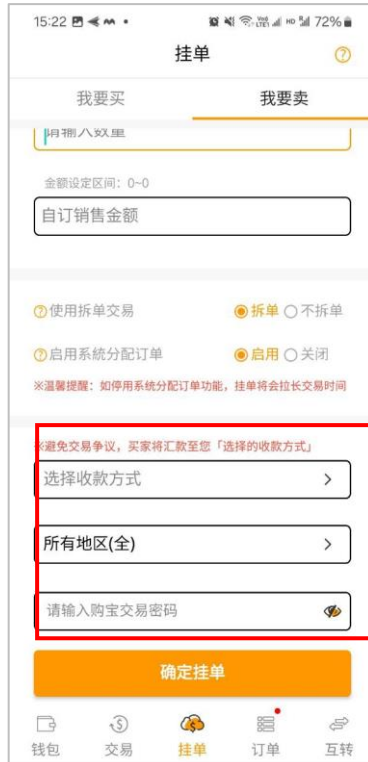 15:22 72%
挂单
我要买 我要卖
请输入数量
金额设定区间：0~0
自订销售金额
使用拆单交易 拆单 不拆单
启用系统分配订单 启用 关闭
※温馨提醒：如停用系统分配订单功能，挂单将会拉长交易时间
※避免交易争议，买家将汇款至您「选择的收款方式」
选择收款方式
所有地区(全)
请输入购宝交易密码
确定挂单
钱包 交易 挂单 订单 互转